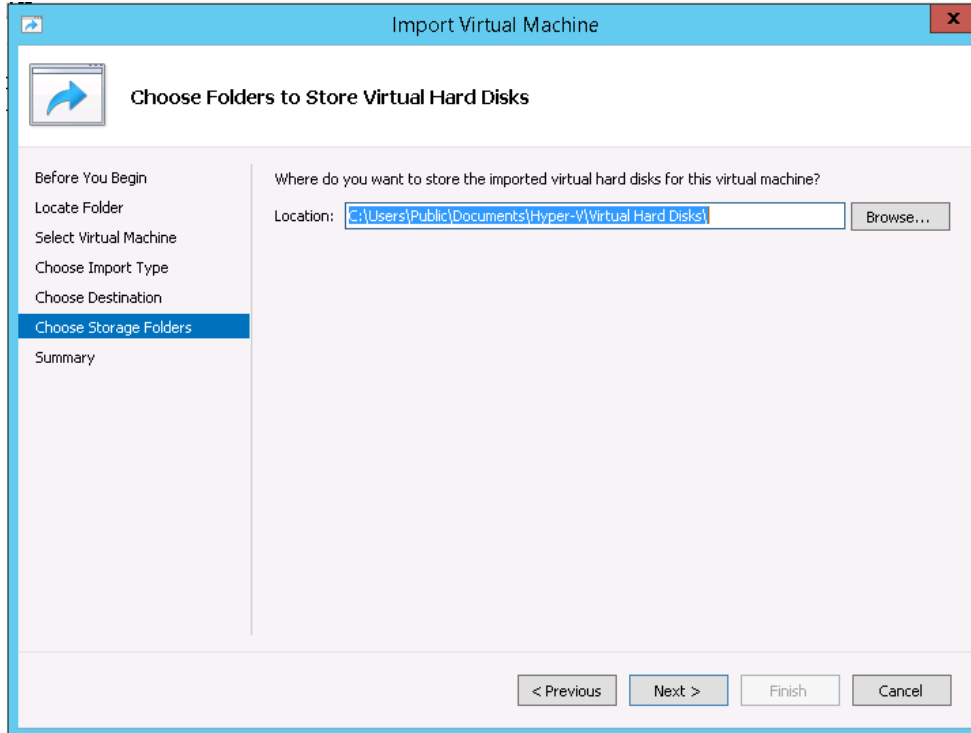 Import Virtual Machine
x
Choose Folders to Store Virtual Hard Disks
Before You Begin
Locate Folder
Select Virtual Machine
Choose Import Type
Choose Destination
Choose Storage Folders
Summary
Where do you want to store the imported virtual hard disks for this virtual machine?
Location: C:\Users\Public\Documents\Hyper-V\Virtual Hard Disks\ Browse...
< Previous Next > Finish Cancel